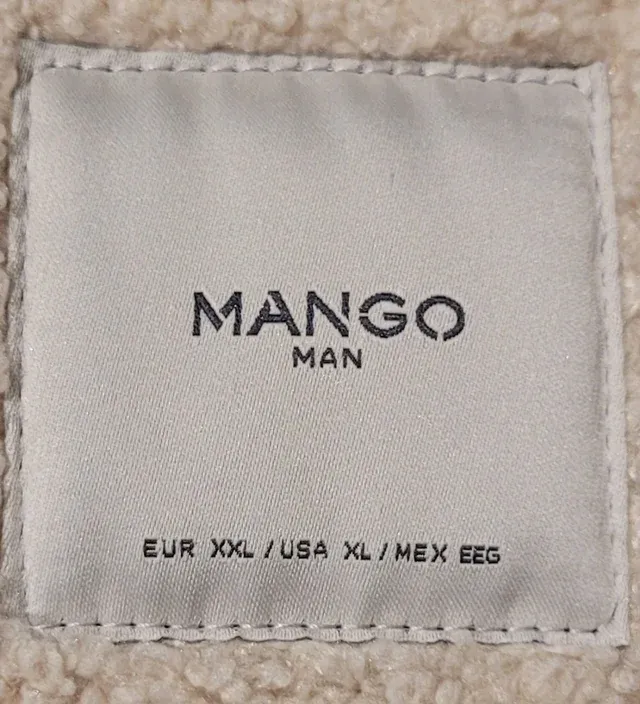 MANGO
MAN
EUR XXL / USA XL / MEX EEG